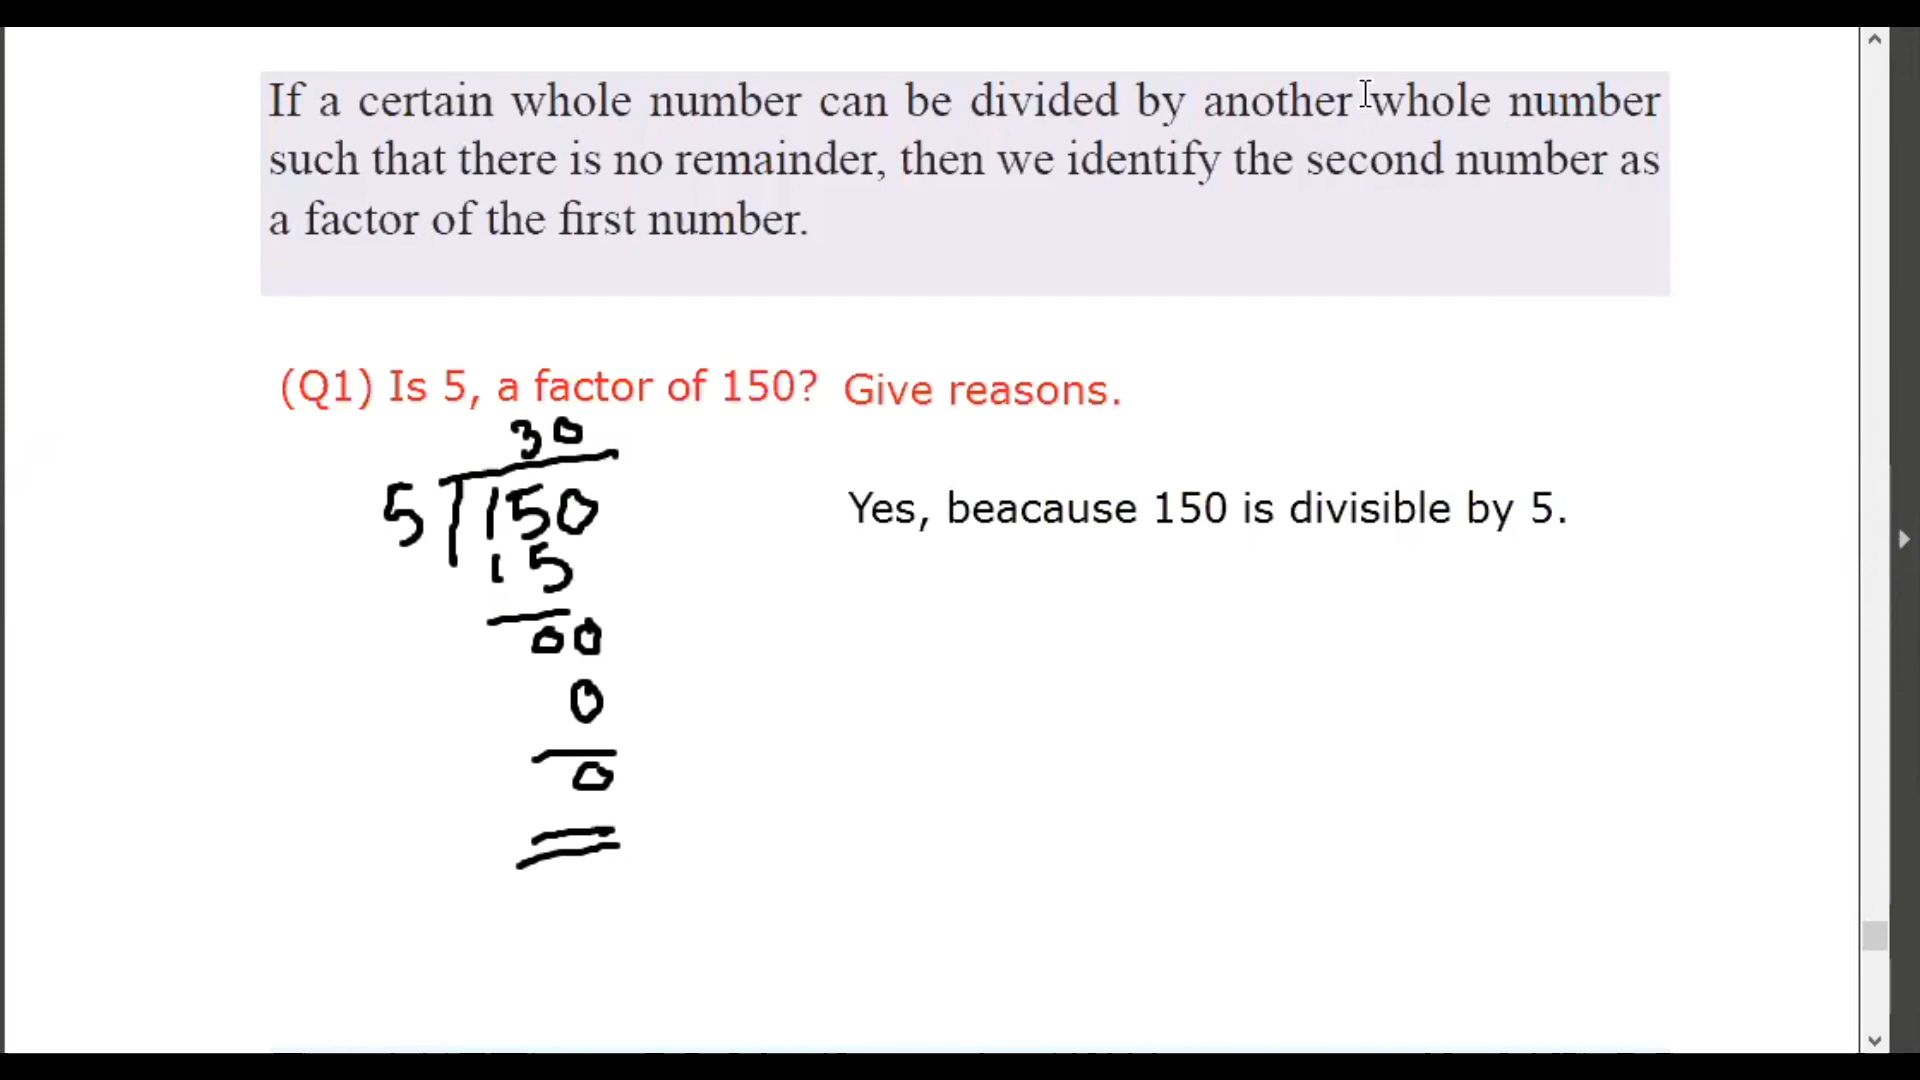 If a certain whole number can be divided by another whole number
such that there is no remainder, then we identify the second number as
a factor of the first number.
(Q1) Is 5, a factor of 150? Give reasons.
30
5 150
15
00
0
0
Yes, beacause 150 is divisible by 5.